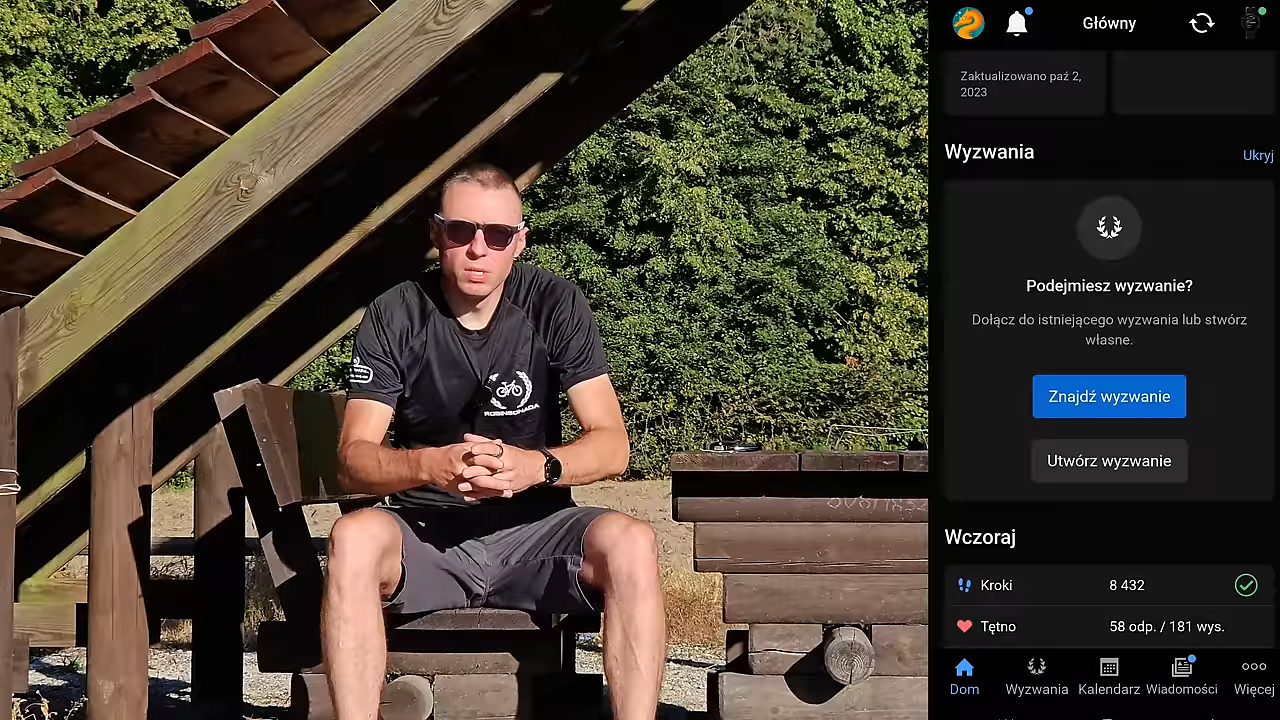 ROBINSONADA
Główny
Zaktualizowano paź 2,
2023
Wyzwania
Ukryj
Podejmiesz wyzwanie?
Dołącz do istniejącego wyzwania lub stwórz
własne.
Znajdź wyzwanie
Utwórz wyzwanie
Wczoraj
Kroki 8 432
Tętno 58 odp. / 181 wys.
Dom Wyzwania Kalendarz Wiadomości Więcej